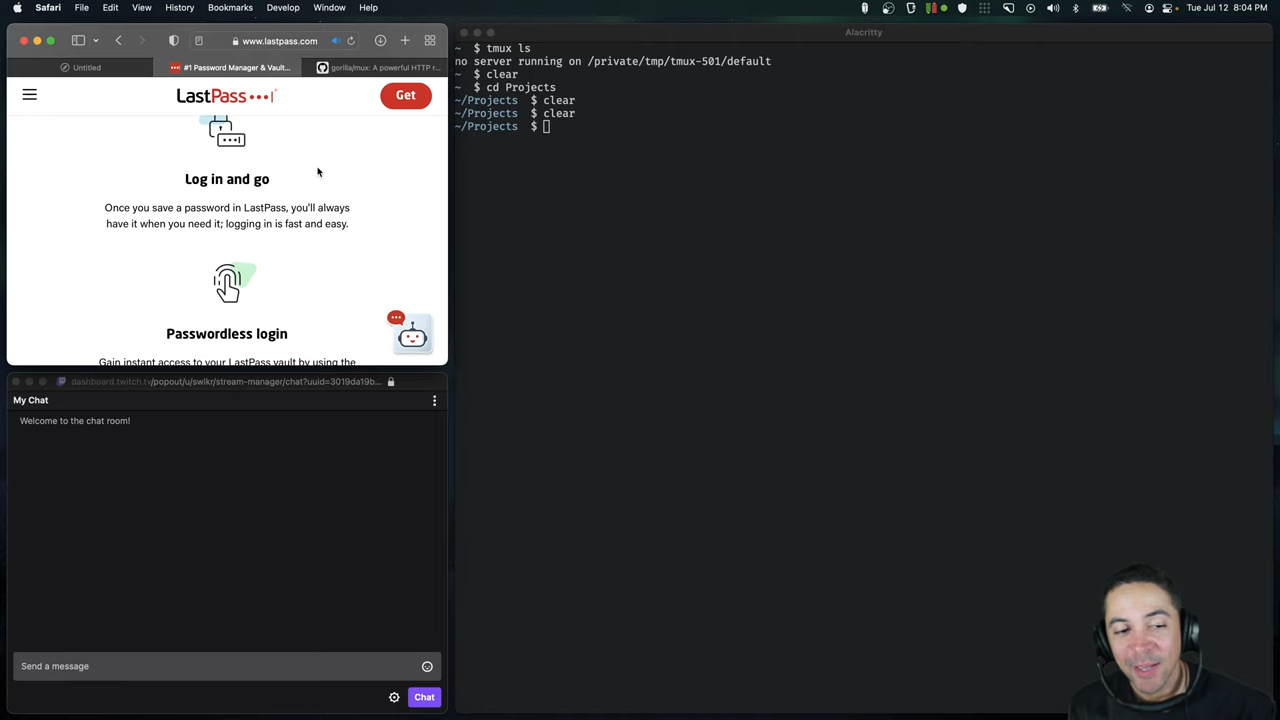 Safari File Edit View History Bookmarks Develop Window Help
Tue Jul 12 8:04 PM
www.lastpass.com
Untitled
#1 Password Manager & Vault...
gorilla/mux: A powerful HTTP r...
LastPass
Get
Log in and go
Once you save a password in LastPass, you'll always
have it when you need it; logging in is fast and easy.
Passwordless login
Gain instant access to your LastPass vault by using the
dashboard.twitch.tv/popout/u/swlkr/stream-manager/chat?uuid=3019da19b...
My Chat
Welcome to the chat room!
Send a message
Chat
Alacritty
~ $ tmux ls
no server running on /private/tmp/tmux-501/default
~ $ clear
~ $ cd Projects
~/Projects $ clear
~/Projects $ clear
~/Projects $